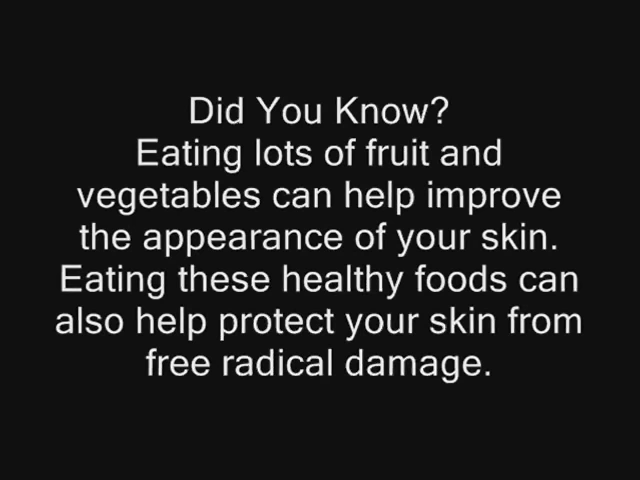 Did You Know?
Eating lots of fruit and
vegetables can help improve
the appearance of your skin.
Eating these healthy foods can
also help protect your skin from
free radical damage.